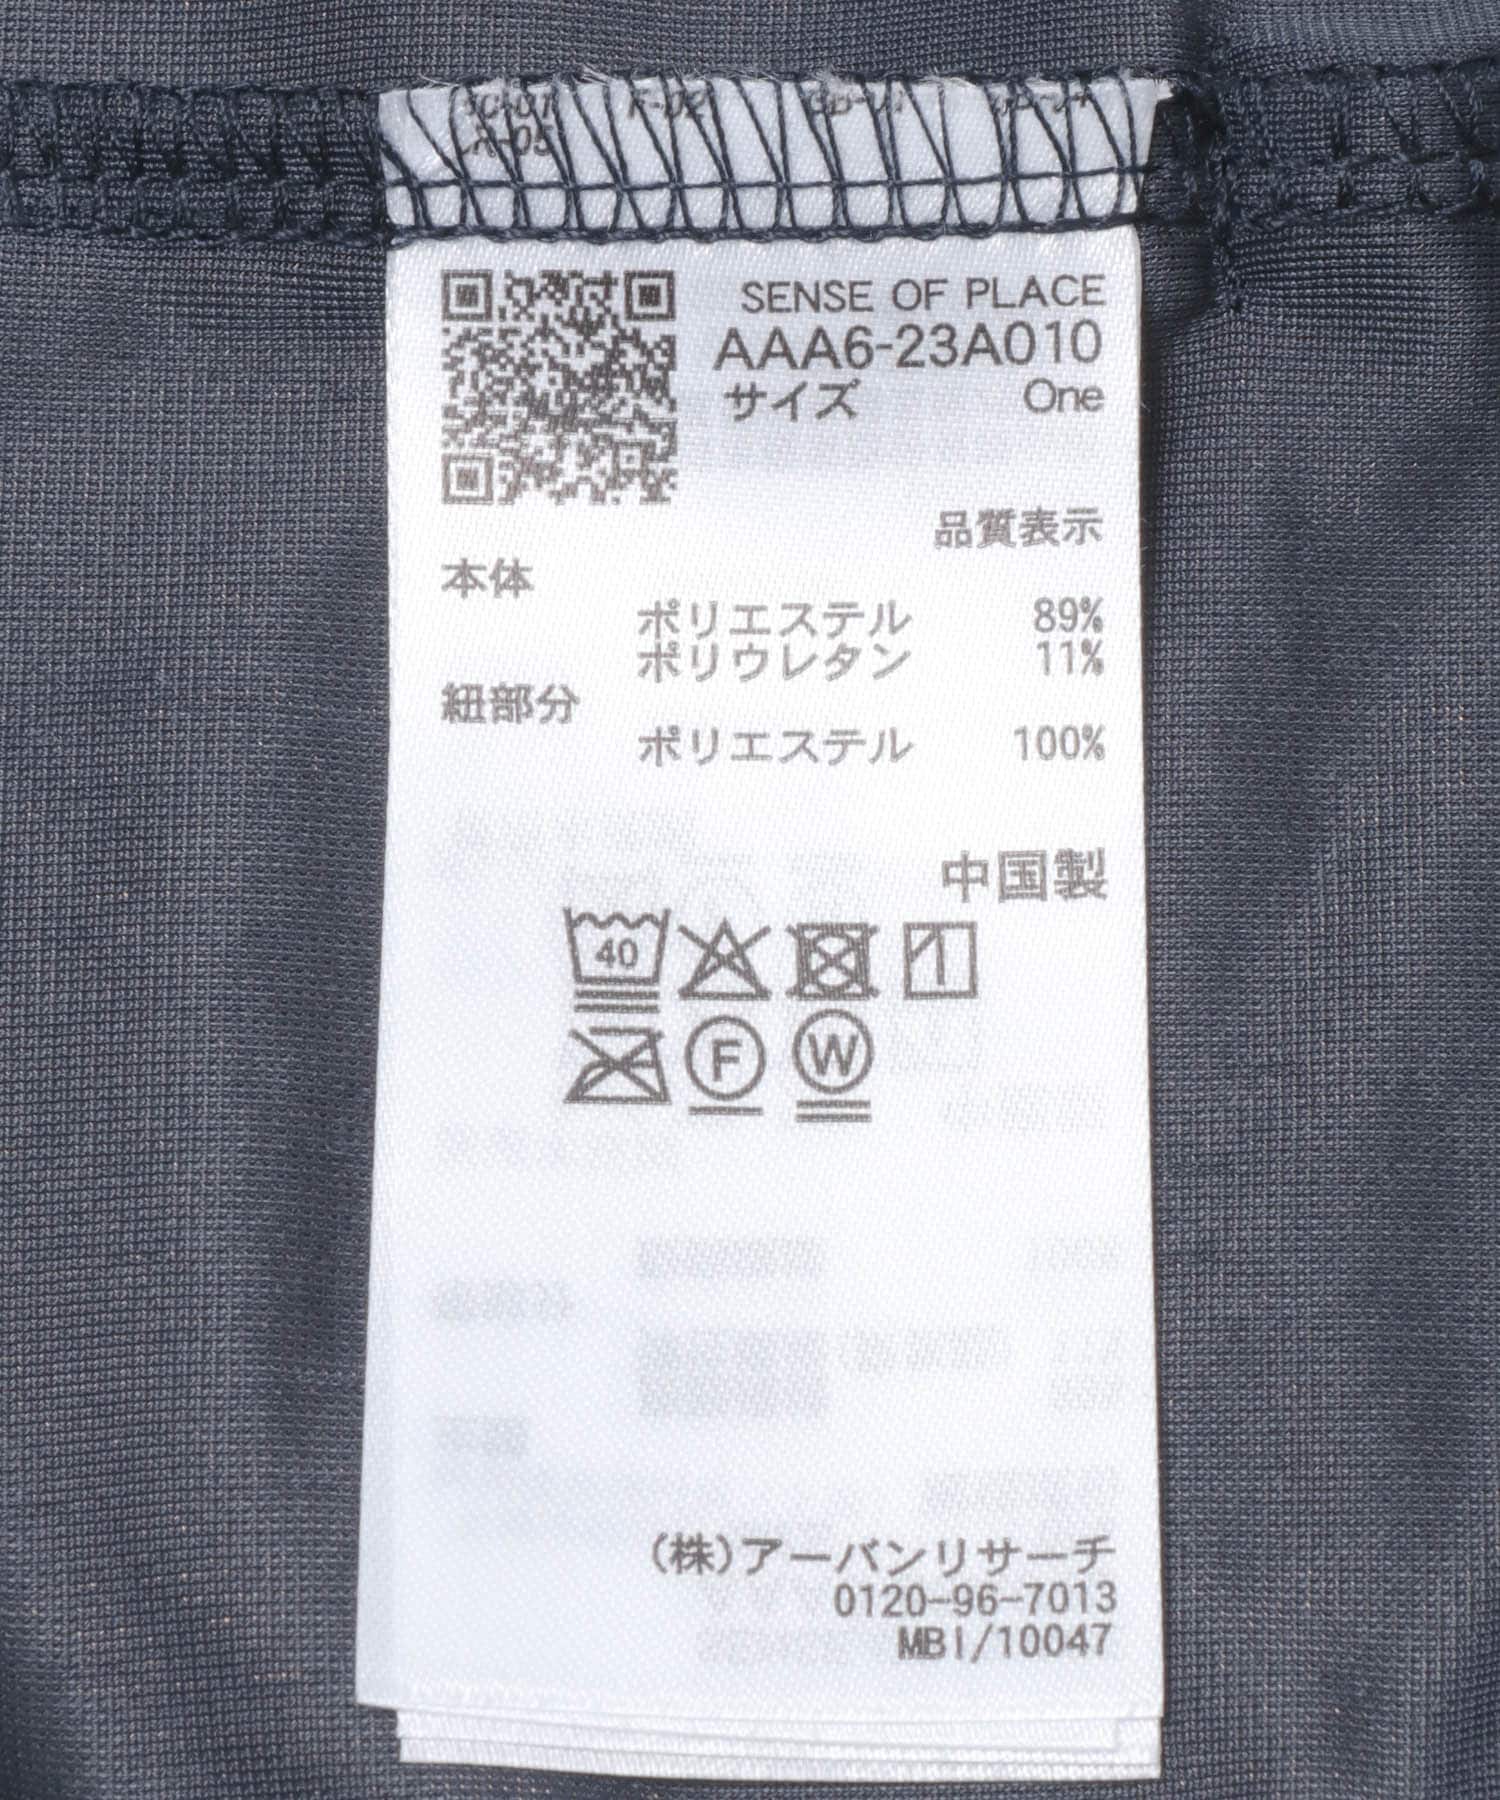 SENSE OF PLACE
AAA6-23A010
サイズ One
品質表示
本体
ポリエステル 89%
ポリウレタン 11%
紐部分
ポリエステル 100%
中国製
40
F W
(株)アーバンリサーチ
0120-96-7013
MBI/10047